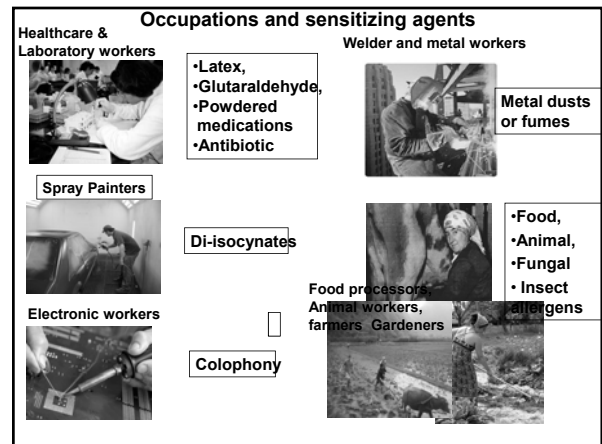 Occupations and sensitizing agents
Healthcare &
Laboratory workers
•Latex,
•Glutaraldehyde,
•Powdered
medications
•Antibiotic
Welder and metal workers
Metal dusts
or fumes
Spray Painters
Di-isocynates
•Food,
•Animal,
•Fungal
• Insect
allergens
Food processors,
Animal workers,
farmers Gardeners
Electronic workers
Colophony